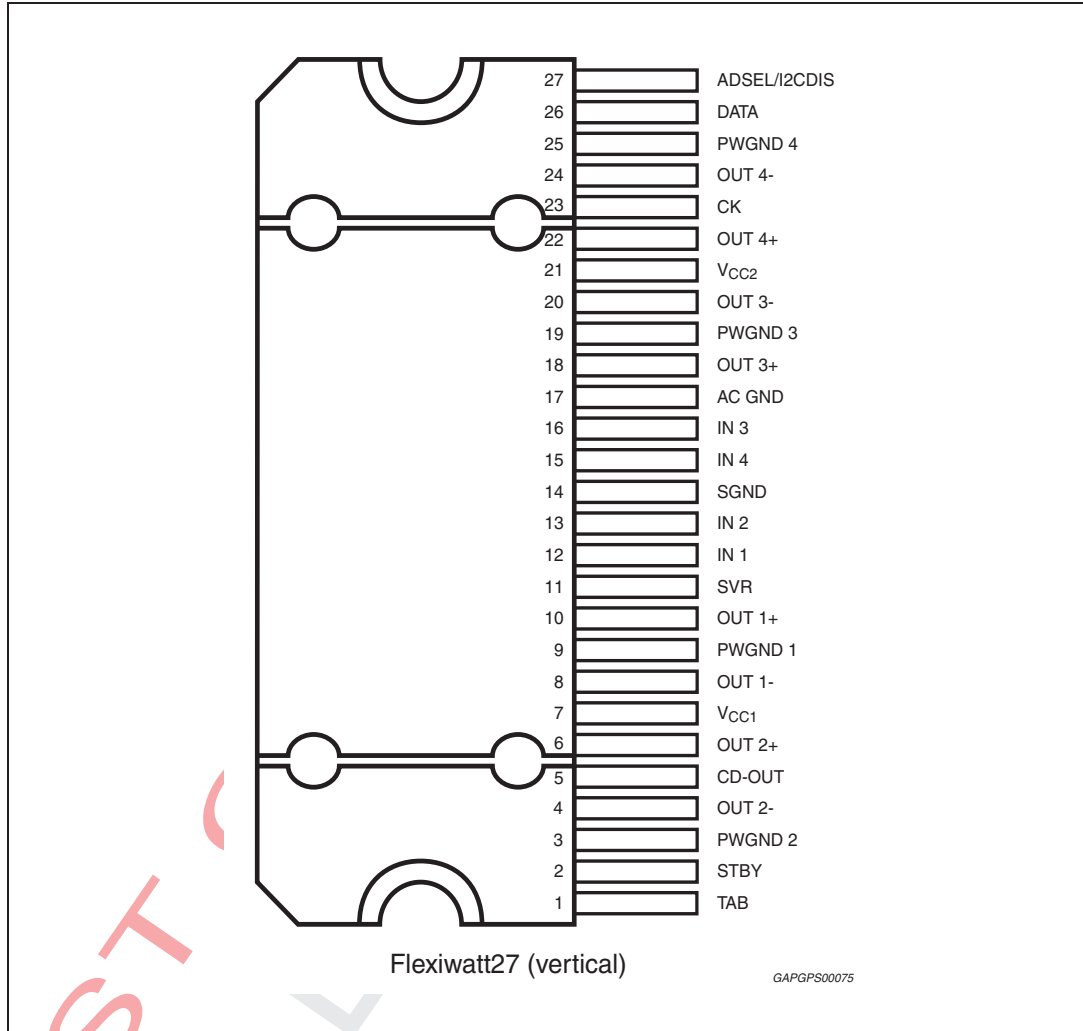 27 ADSEL/I2CDIS
26 DATA
25 PWGND 4
24 OUT 4-
23 CK
22 OUT 4+
21 VCC2
20 OUT 3-
19 PWGND 3
18 OUT 3+
17 AC GND
16 IN 3
15 IN 4
14 SGND
13 IN 2
12 IN 1
11 SVR
10 OUT 1+
9 PWGND 1
8 OUT 1-
7 VCC1
6 OUT 2+
5 CD-OUT
4 OUT 2-
3 PWGND 2
2 STBY
1 TAB
Flexiwatt27 (vertical)
GAPGPS00075